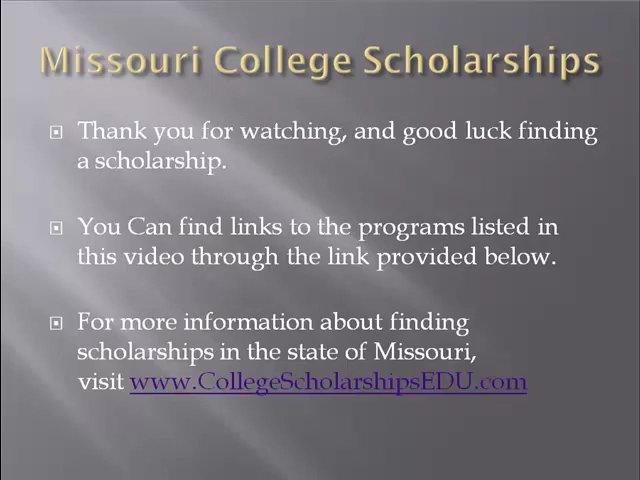 Missouri College Scholarships
Thank you for watching, and good luck finding
a scholarship.
You Can find links to the programs listed in
this video through the link provided below.
For more information about finding
scholarships in the state of Missouri,
visit www.CollegeScholarshipsEDU.com